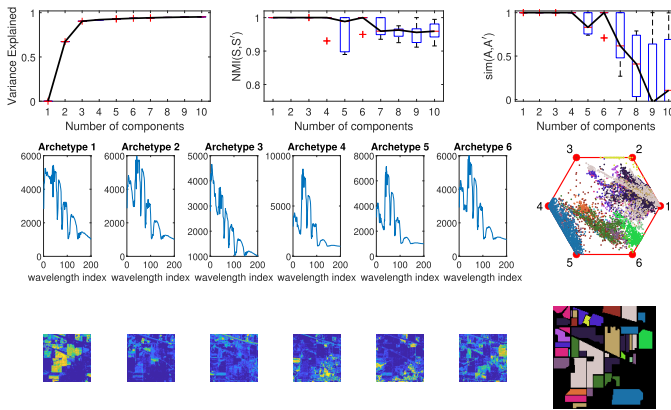 Variance Explained
1
0.5
0
1 2 3 4 5 6 7 8 9 10
Number of components
NMI(S,S')
1
0.9
0.8
1 2 3 4 5 6 7 8 9 10
Number of components
sim(A,A')
1
0.5
0
1 2 3 4 5 6 7 8 9 10
Number of components
Archetype 1
6000
4000
2000
0
0 100 200
wavelength index
Archetype 2
6000
4000
2000
0
0 100 200
wavelength index
Archetype 3
5000
4000
3000
2000
1000
0 100 200
wavelength index
Archetype 4
10000
5000
0
0 100 200
wavelength index
Archetype 5
8000
6000
4000
2000
0
0 100 200
wavelength index
Archetype 6
6000
4000
2000
0
0 100 200
wavelength index
3 2
4 1
5 6